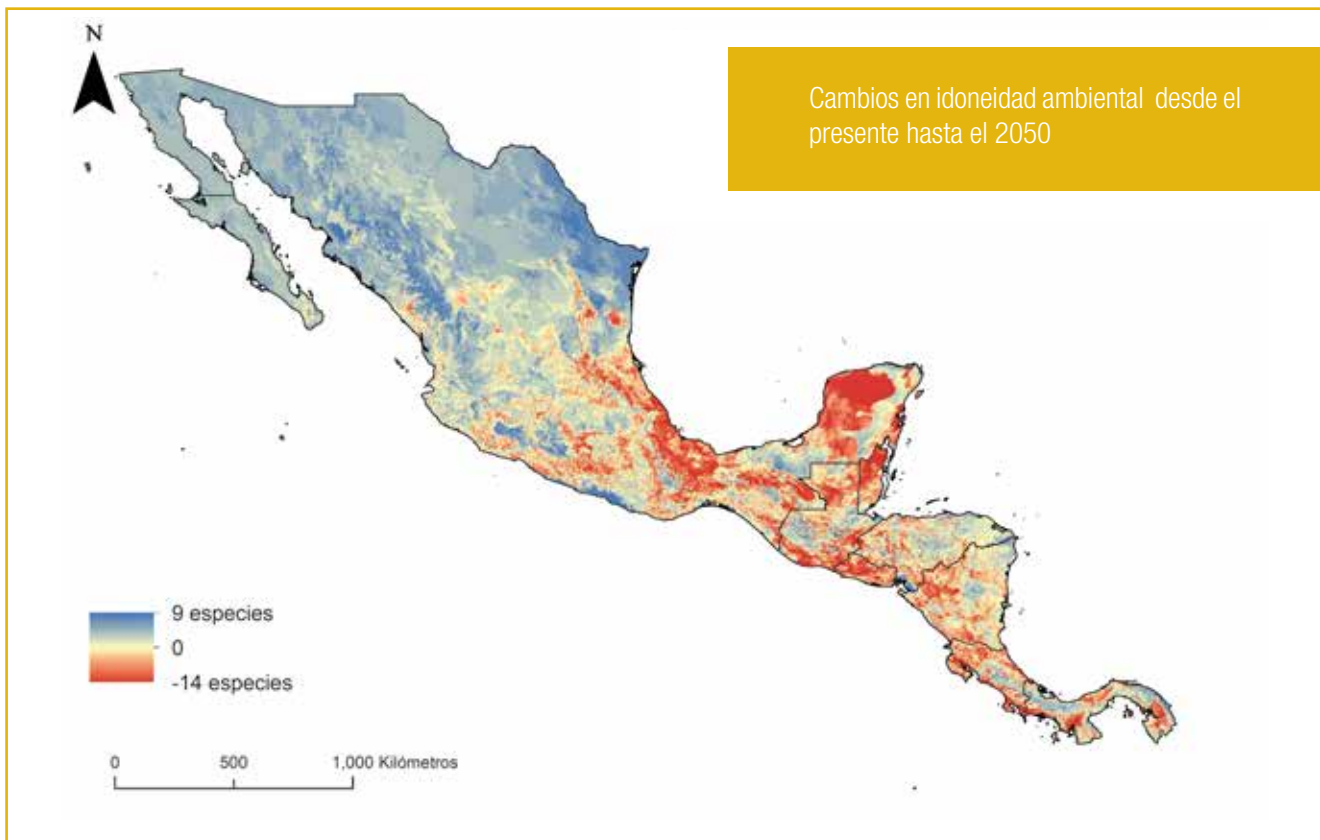 N
Cambios en idoneidad ambiental desde el
presente hasta el 2050
9 especies
0
-14 especies
0 500 1,000 Kilómetros